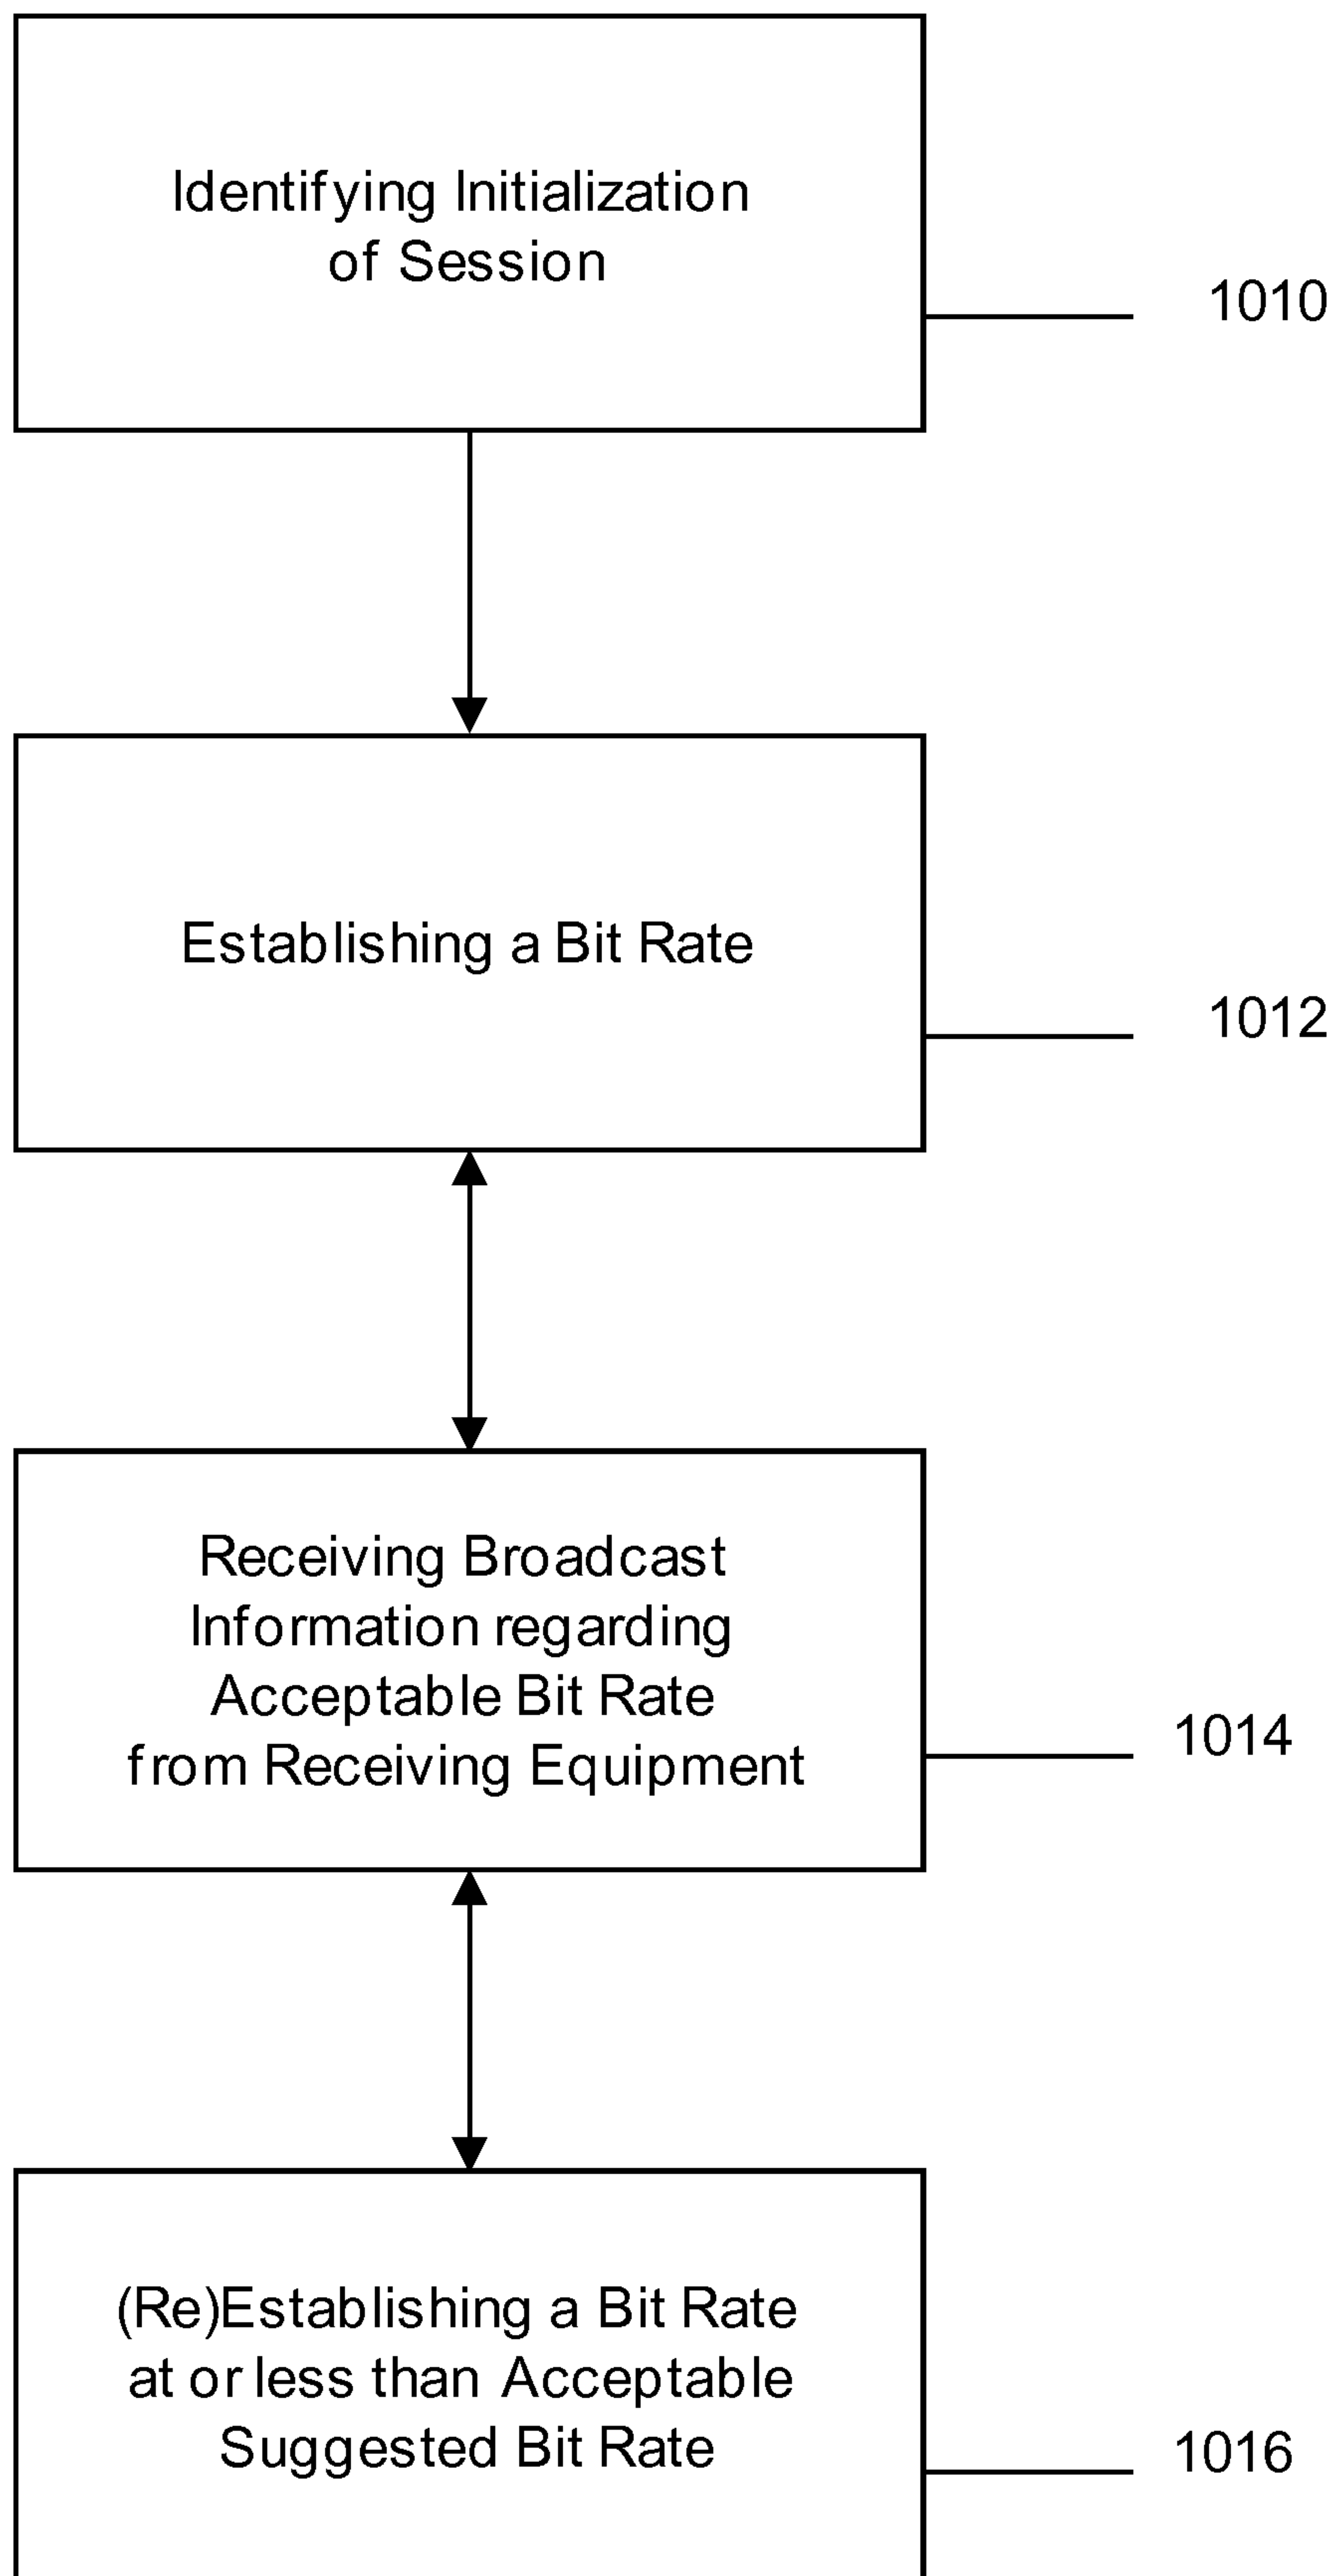 Identifying Initialization
of Session
1010
Establishing a Bit Rate
1012
Receiving Broadcast
Information regarding
Acceptable Bit Rate
from Receiving Equipment
1014
(Re)Establishing a Bit Rate
at or less than Acceptable
Suggested Bit Rate
1016